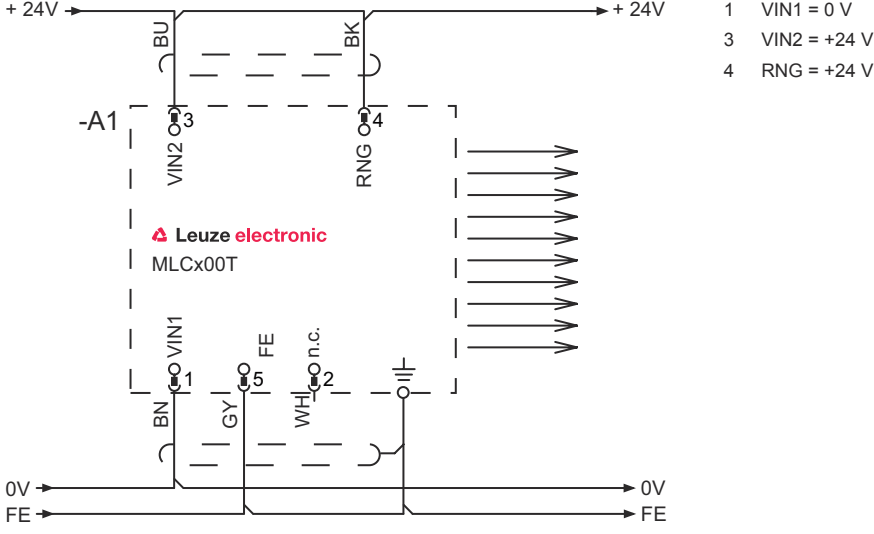 + 24V
+ 24V
1 VIN1 = 0 V
3 VIN2 = +24 V
4 RNG = +24 V
BU
BK
-A1
3
4
VIN2
RNG
Leuze electronic
MLCx00T
VIN1
FE
n.c.
1
5
2
BN
GY
WH
0V
0V
FE
FE